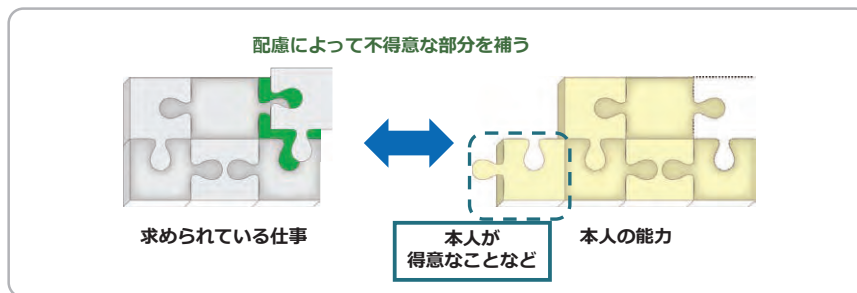 配慮によって不得意な部分を補う
求められている仕事
本人が
得意なことなど
本人の能力